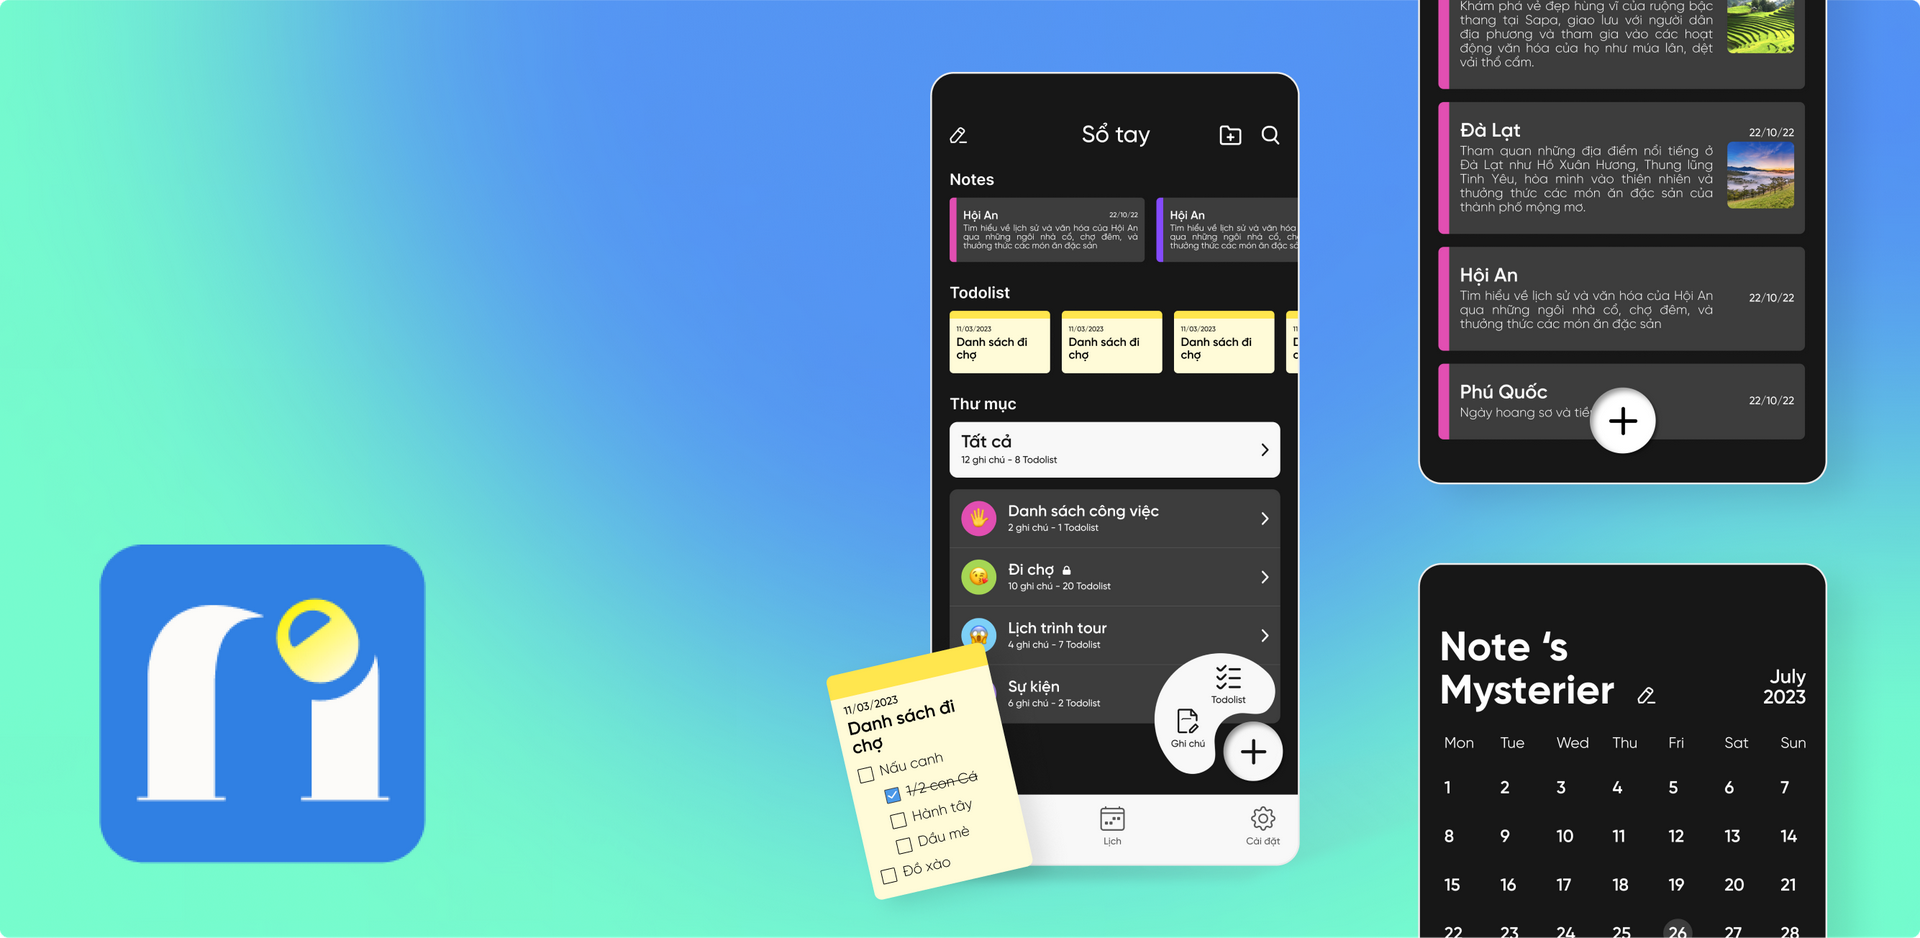 Sổ tay
Notes
Hội An
22/10/22
Tìm hiểu về lịch sử và văn hóa của Hội An
qua những ngôi nhà cổ, chợ đêm, và
thưởng thức các món ăn đặc sản
Hội An
Tìm hiểu về lịch sử và văn hóa
qua những ngôi nhà cổ,
thưởng thức các món ăn đặc
Todolist
11/03/2023
Danh sách đi
chợ
11/03/2023
Danh sách đi
chợ
11/03/2023
Danh sách đi
chợ
Thư mục
Tất cả
12 ghi chú - 8 Todolist
Danh sách công việc
2 ghi chú - 1 Todolist
Đi chợ
10 ghi chú - 20 Todolist
Lịch trình tour
4 ghi chú - 7 Todolist
Sự kiện
6 ghi chú - 2 Todolist
Todolist
Ghi chú
Lịch
Cài đặt
11/03/2023
Danh sách đi
chợ
Nấu canh
1/2 con Cá
Hành tây
Dầu mè
Đồ xào
Khám phá vẻ đẹp hùng vĩ của ruộng bậc
thang tại Sapa, giao lưu với người dân
địa phương và tham gia vào các hoạt
động văn hóa của họ như múa lân, dệt
vải thổ cẩm.
Đà Lạt
22/10/22
Tham quan những địa điểm nổi tiếng ở
Đà Lạt như Hồ Xuân Hương, Thung lũng
Tình Yêu, hòa mình vào thiên nhiên và
thưởng thức các món ăn đặc sản của
thành phố mộng mơ.
Hội An
Tìm hiểu về lịch sử và văn hóa của Hội An
qua những ngôi nhà cổ, chợ đêm, và
thưởng thức các món ăn đặc sản
22/10/22
Phú Quốc
Ngày hoang sơ và
22/10/22
Note ‘s
Mysterier
July
2023
Mon Tue Wed Thu Fri Sat Sun
1 2 3 4 5 6 7
8 9 10 11 12 13 14
15 16 17 18 19 20 21
22 23 24 25 26 27 28